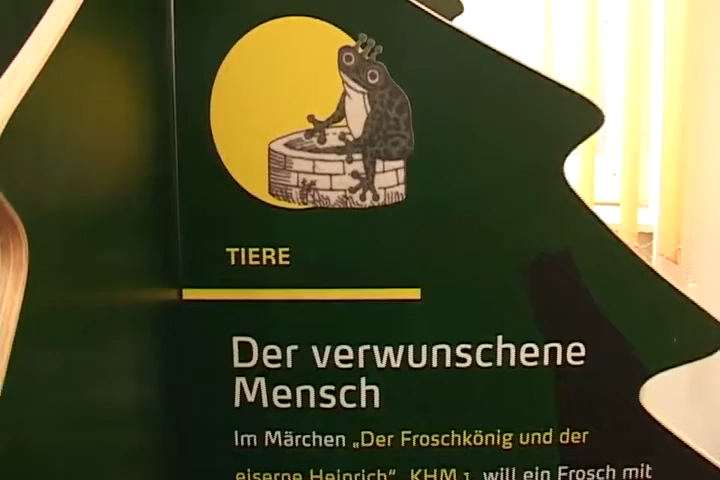 TIERE
Der verwunschene
Mensch
Im Märchen „Der Froschkönig und der
eiserne Heinrich“, KHM 1, will ein Frosch mit